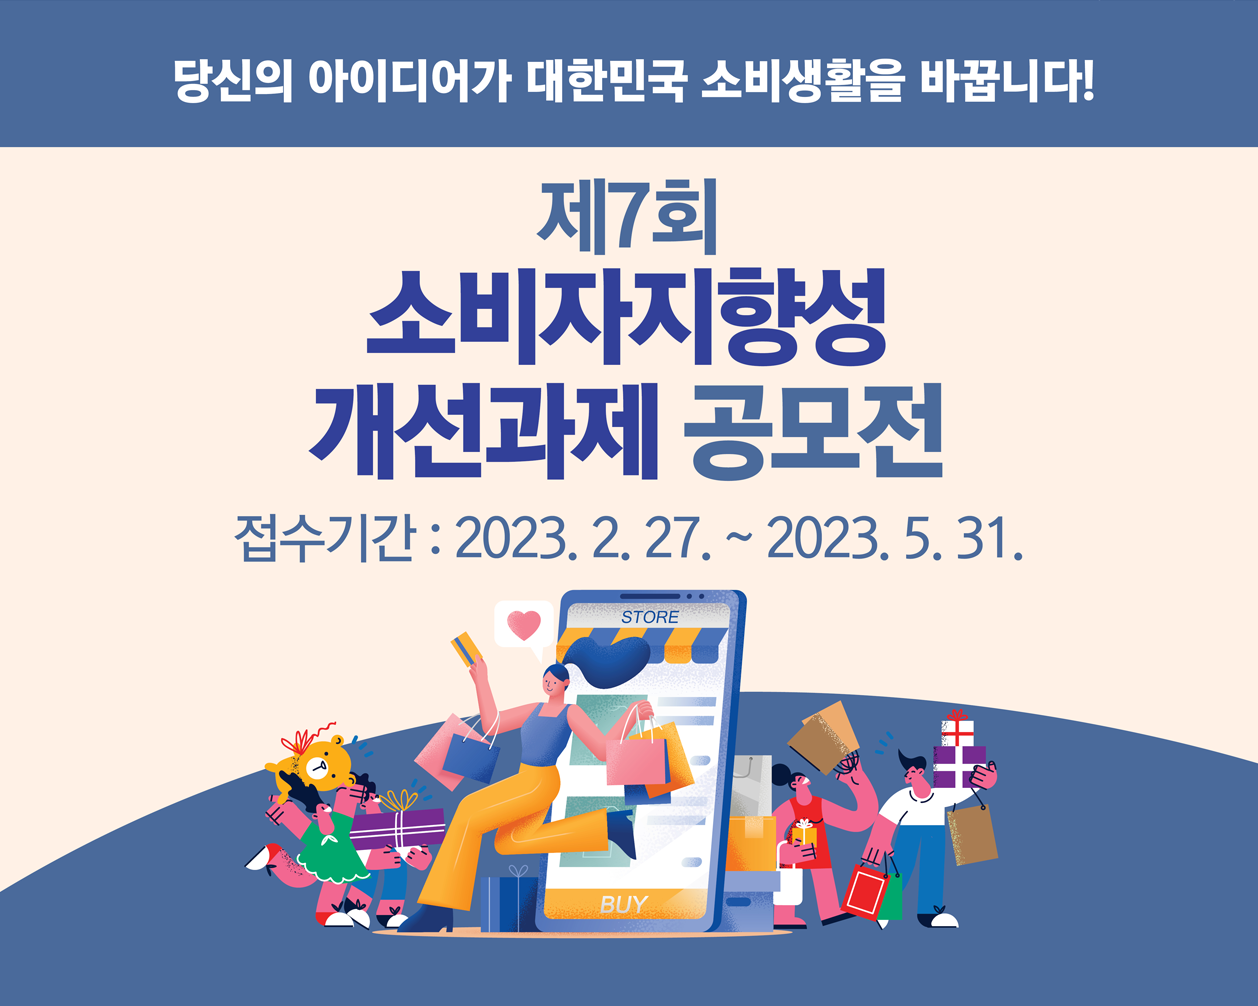 당신의 아이디어가 대한민국 소비생활을 바꿉니다!
제7회
소비자지향성
개선과제 공모전
접수기간 : 2023. 2. 27. ~ 2023. 5. 31.
STORE
BUY